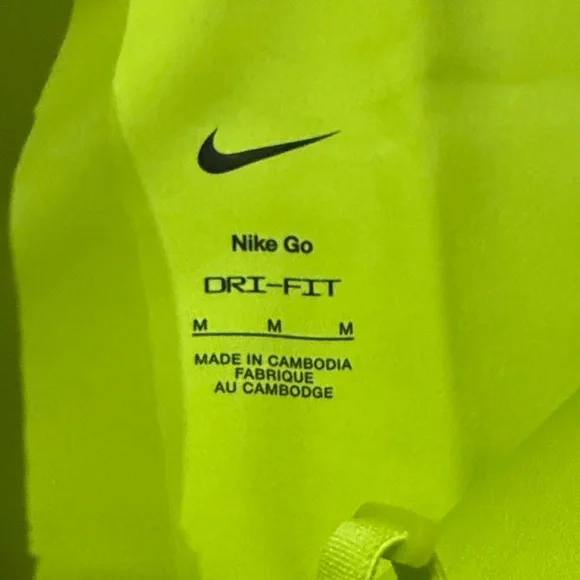 Nike Go
DRI-FIT
M M M
MADE IN CAMBODIA
FABRIQUE
AU CAMBODGE